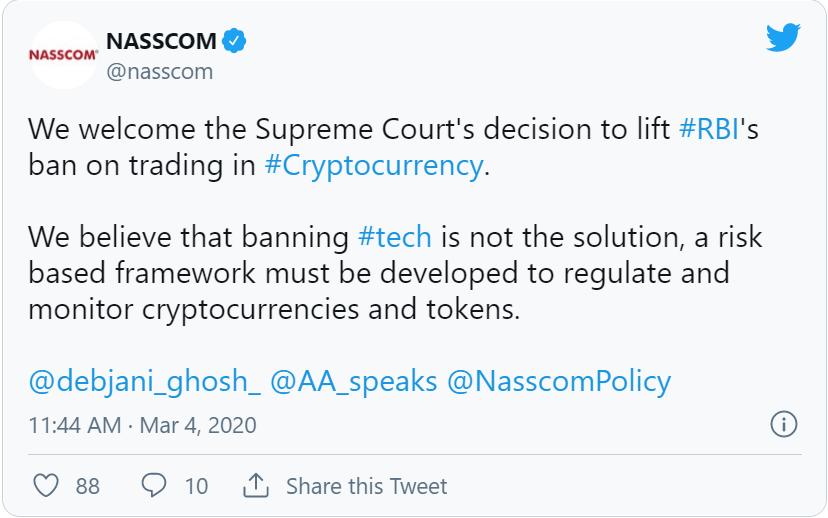 NASSCOM
NASSCOM
@nasscom
We welcome the Supreme Court's decision to lift #RBI's
ban on trading in #Cryptocurrency.
We believe that banning #tech is not the solution, a risk
based framework must be developed to regulate and
monitor cryptocurrencies and tokens.
@debjani_ghosh_ @AA_speaks @NasscomPolicy
11:44 AM · Mar 4, 2020
88 10 Share this Tweet